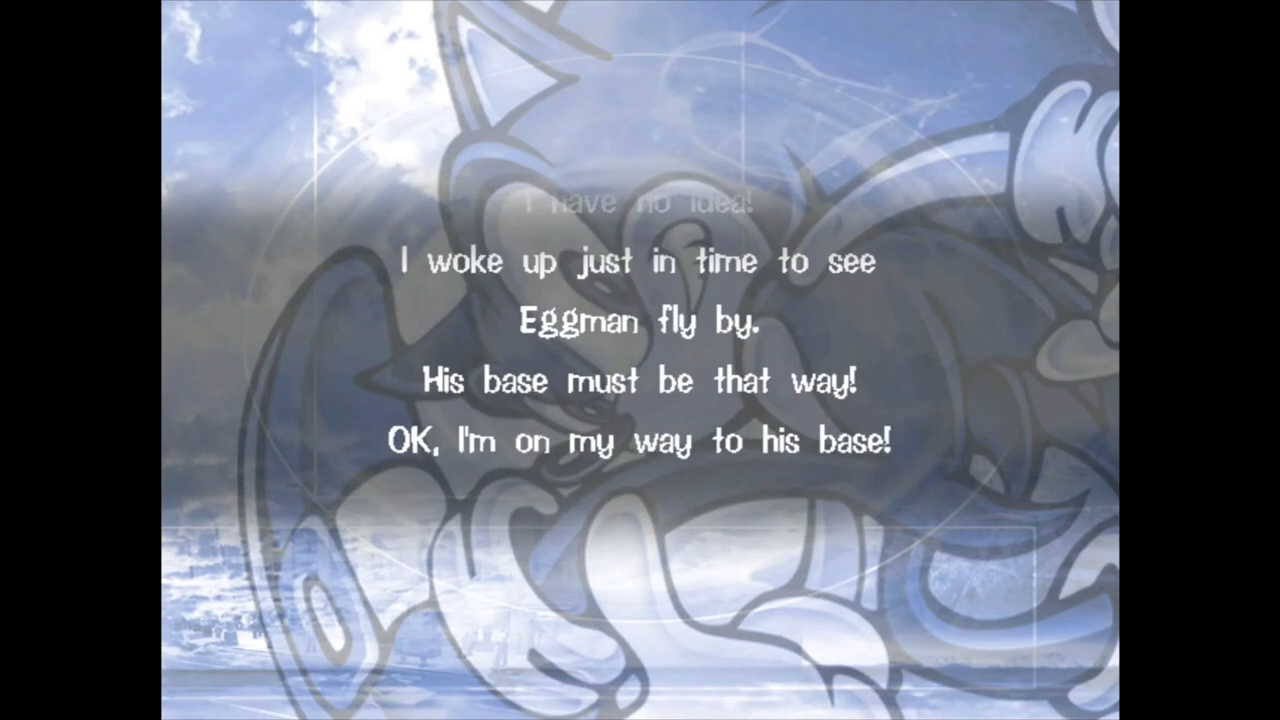 I have no idea!
I woke up just in time to see
Eggman fly by.
His base must be that way!
OK, I'm on my way to his base!